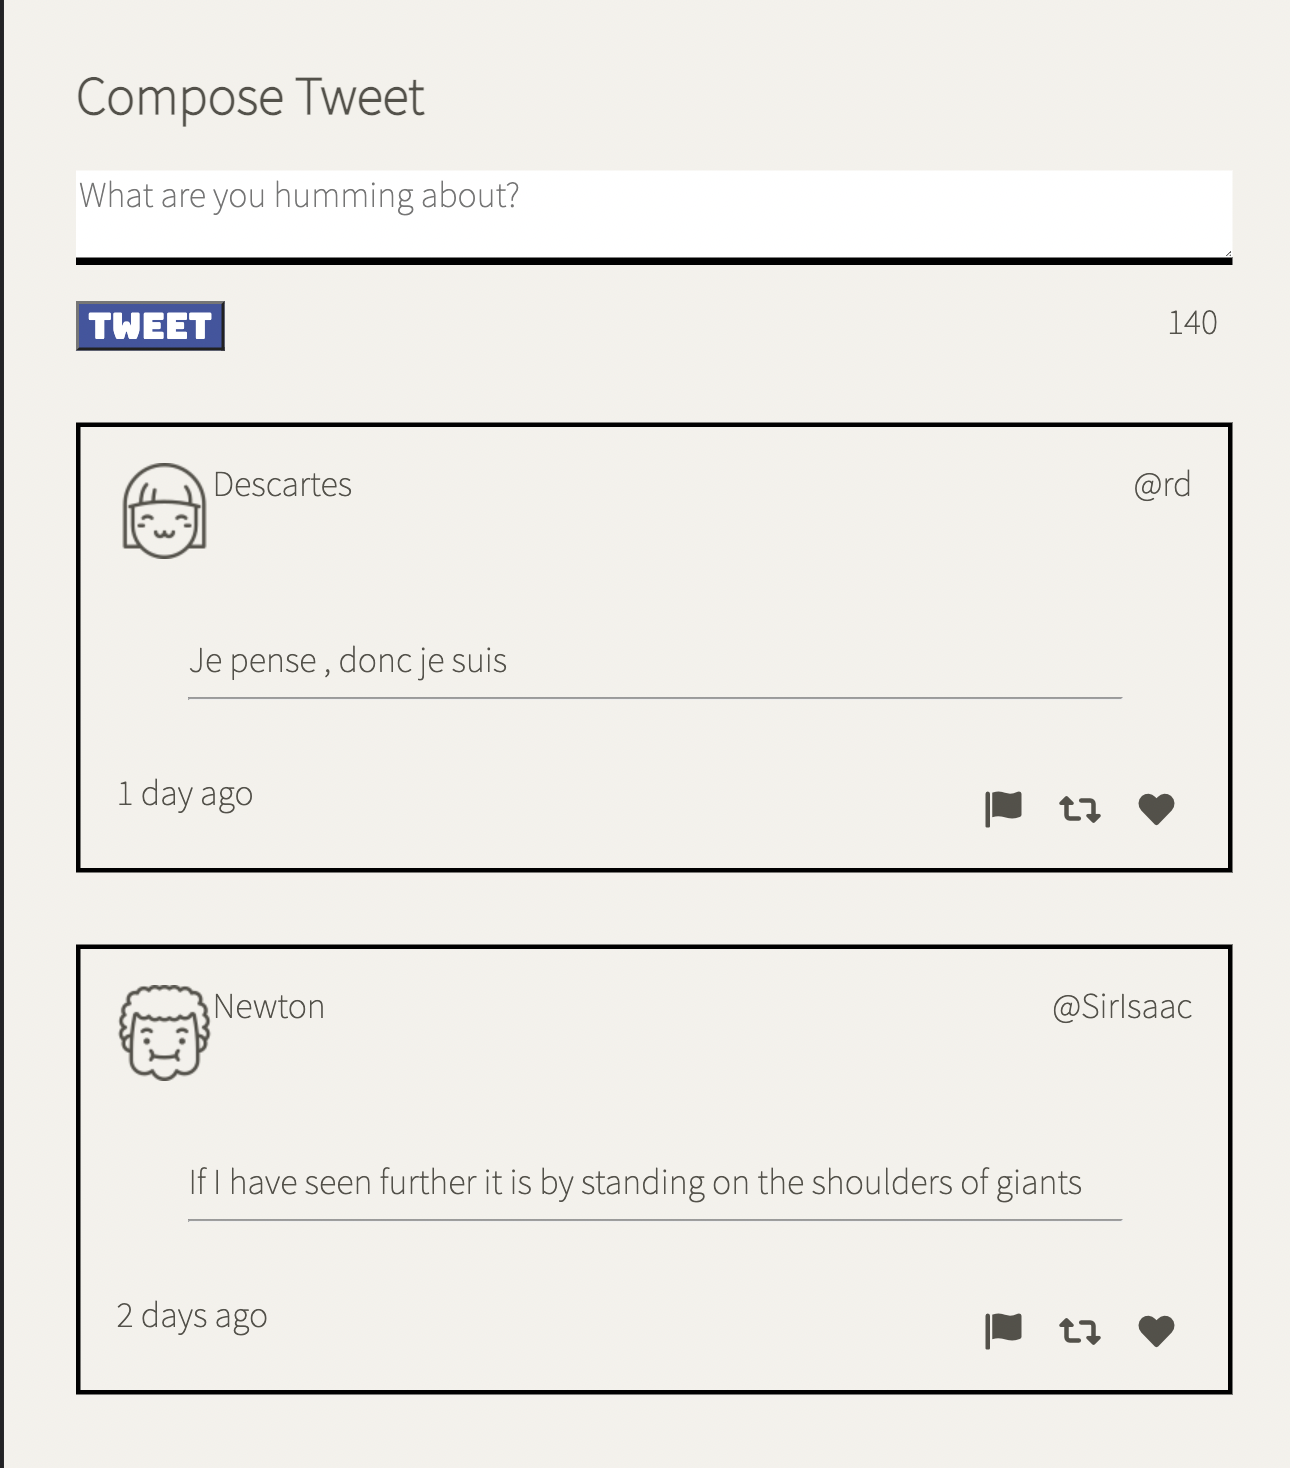 Compose Tweet
What are you humming about?
TWEET 140
Descartes @rd
Je pense , donc je suis
1 day ago
Newton @SirIsaac
If I have seen further it is by standing on the shoulders of giants
2 days ago